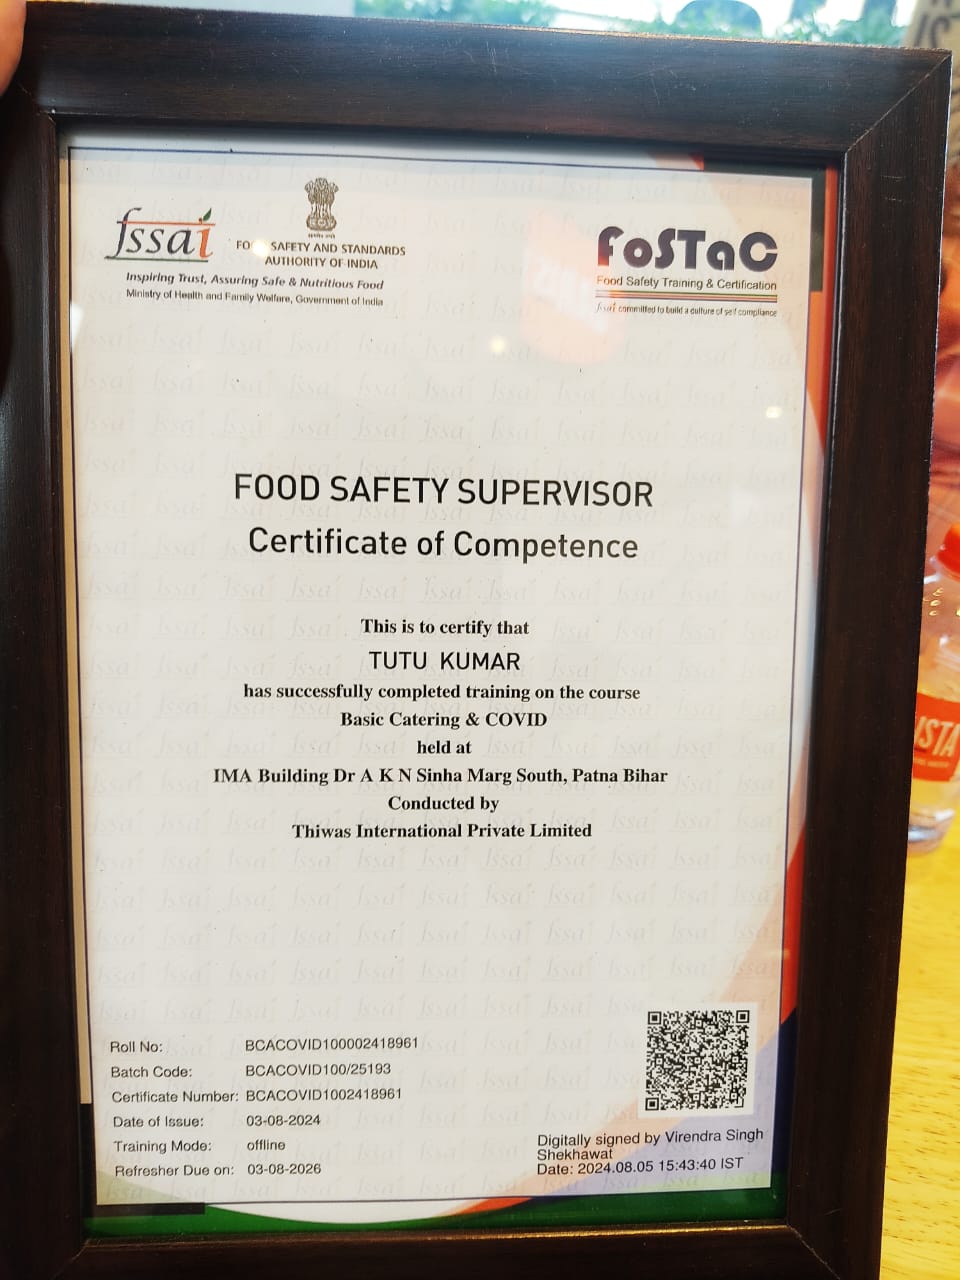 fssai
FOOD SAFETY AND STANDARDS
AUTHORITY OF INDIA
Inspiring Trust, Assuring Safe & Nutritious Food
Ministry of Health and Family Welfare, Government of India
FoSTaC
Food Safety Training & Certification
fssai committed to build a culture of self compliance
FOOD SAFETY SUPERVISOR
Certificate of Competence
This is to certify that
TUTU KUMAR
has successfully completed training on the course
Basic Catering & COVID
held at
IMA Building Dr A K N Sinha Marg South, Patna Bihar
Conducted by
Thiwas International Private Limited
Roll No: BCACOVID100002418961
Batch Code: BCACOVID100/25193
Certificate Number: BCACOVID1002418961
Date of Issue: 03-08-2024
Training Mode: offline
Refresher Due on: 03-08-2026
Digitally signed by Virendra Singh
Shekhawat
Date: 2024.08.05 15:43:40 IST
ISTA